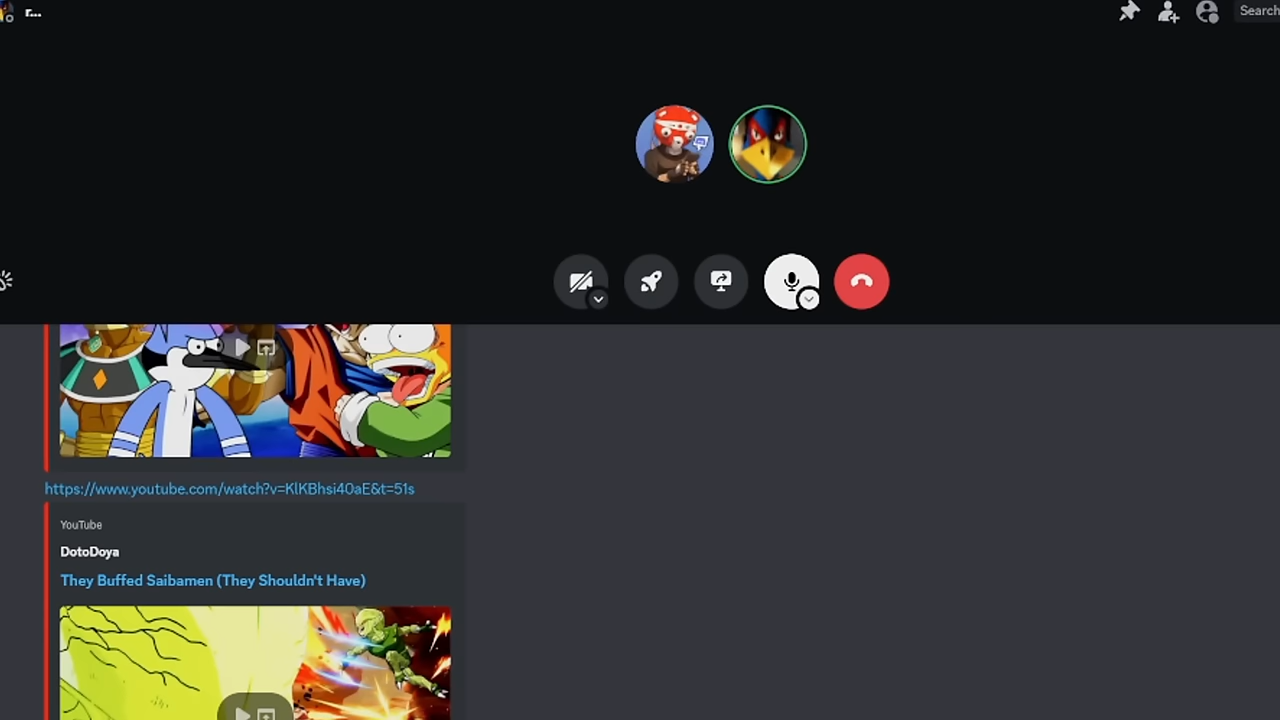 r...
Search
https://www.youtube.com/watch?v=KlKBhsi40aE&t=51s
YouTube
DotoDoya
They Buffed Saibamen (They Shouldn't Have)